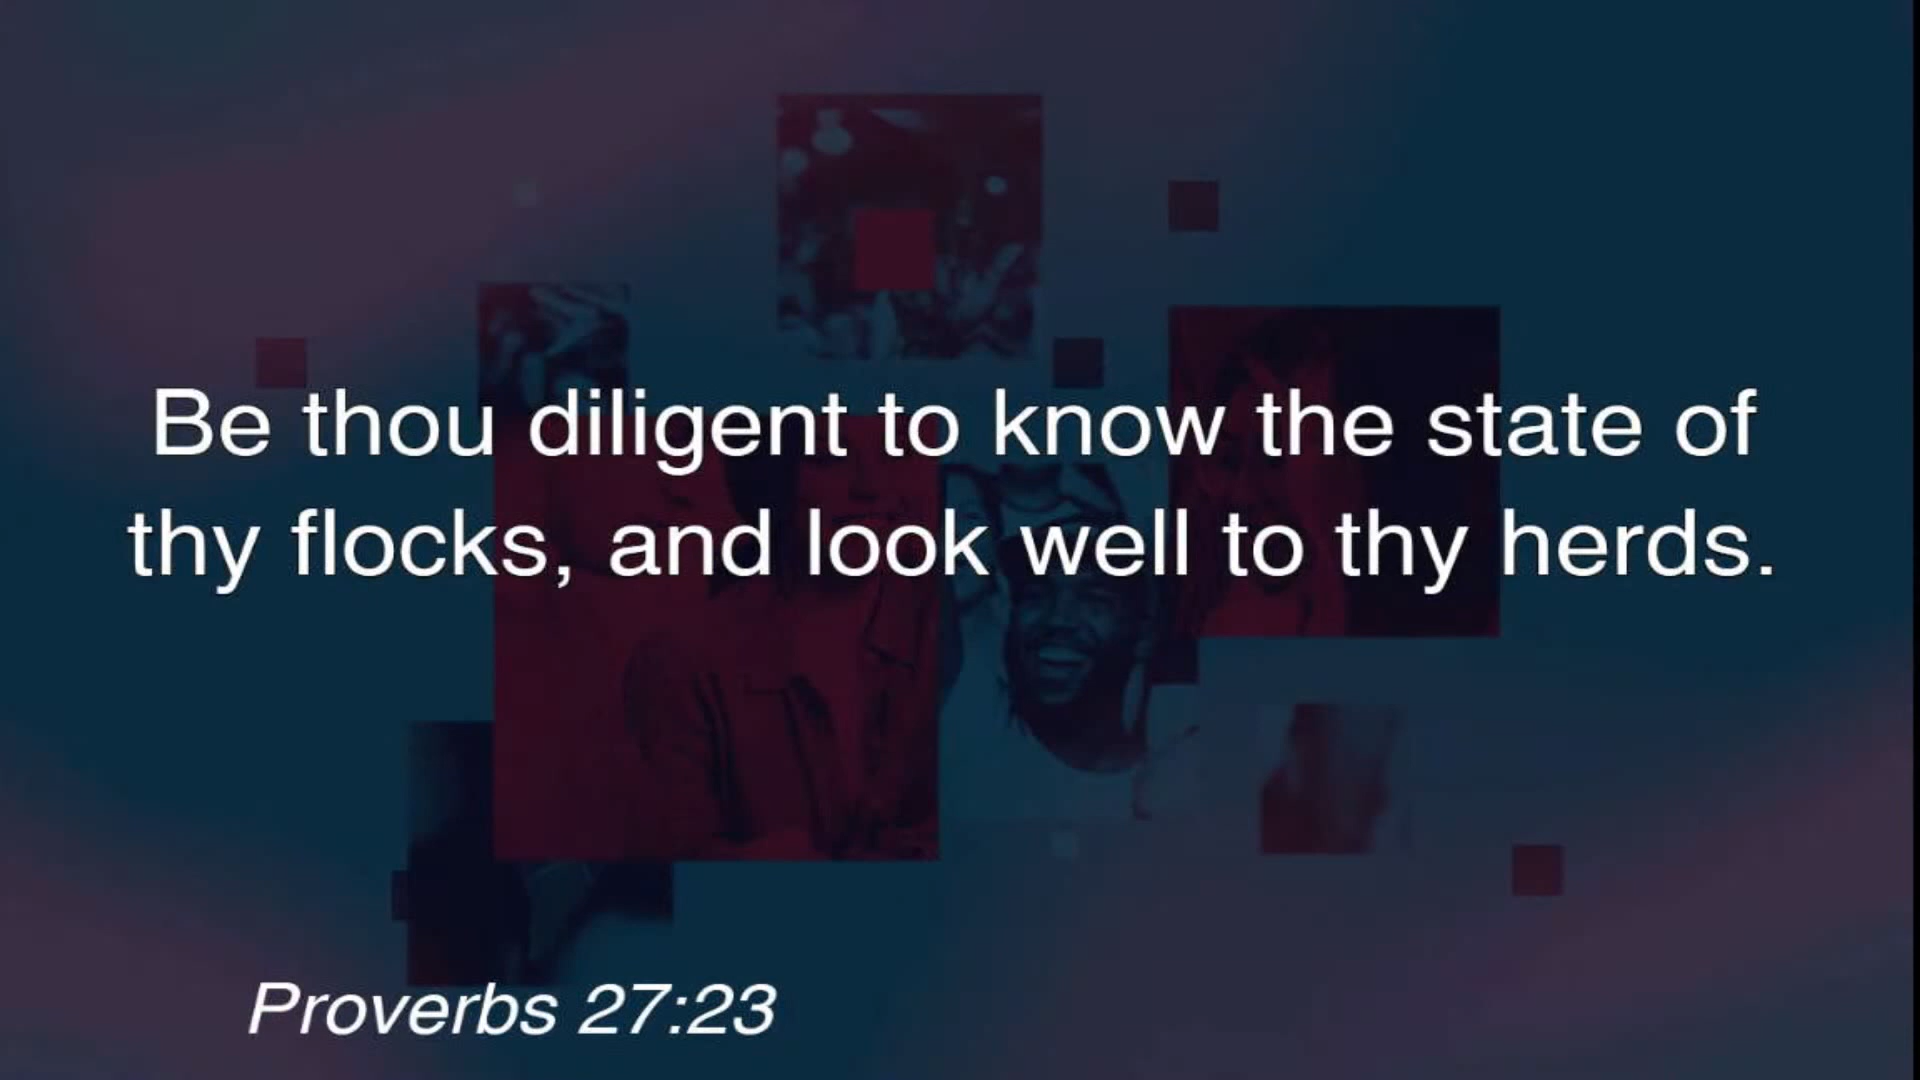 Be thou diligent to know the state of
thy flocks, and look well to thy herds.
Proverbs 27:23